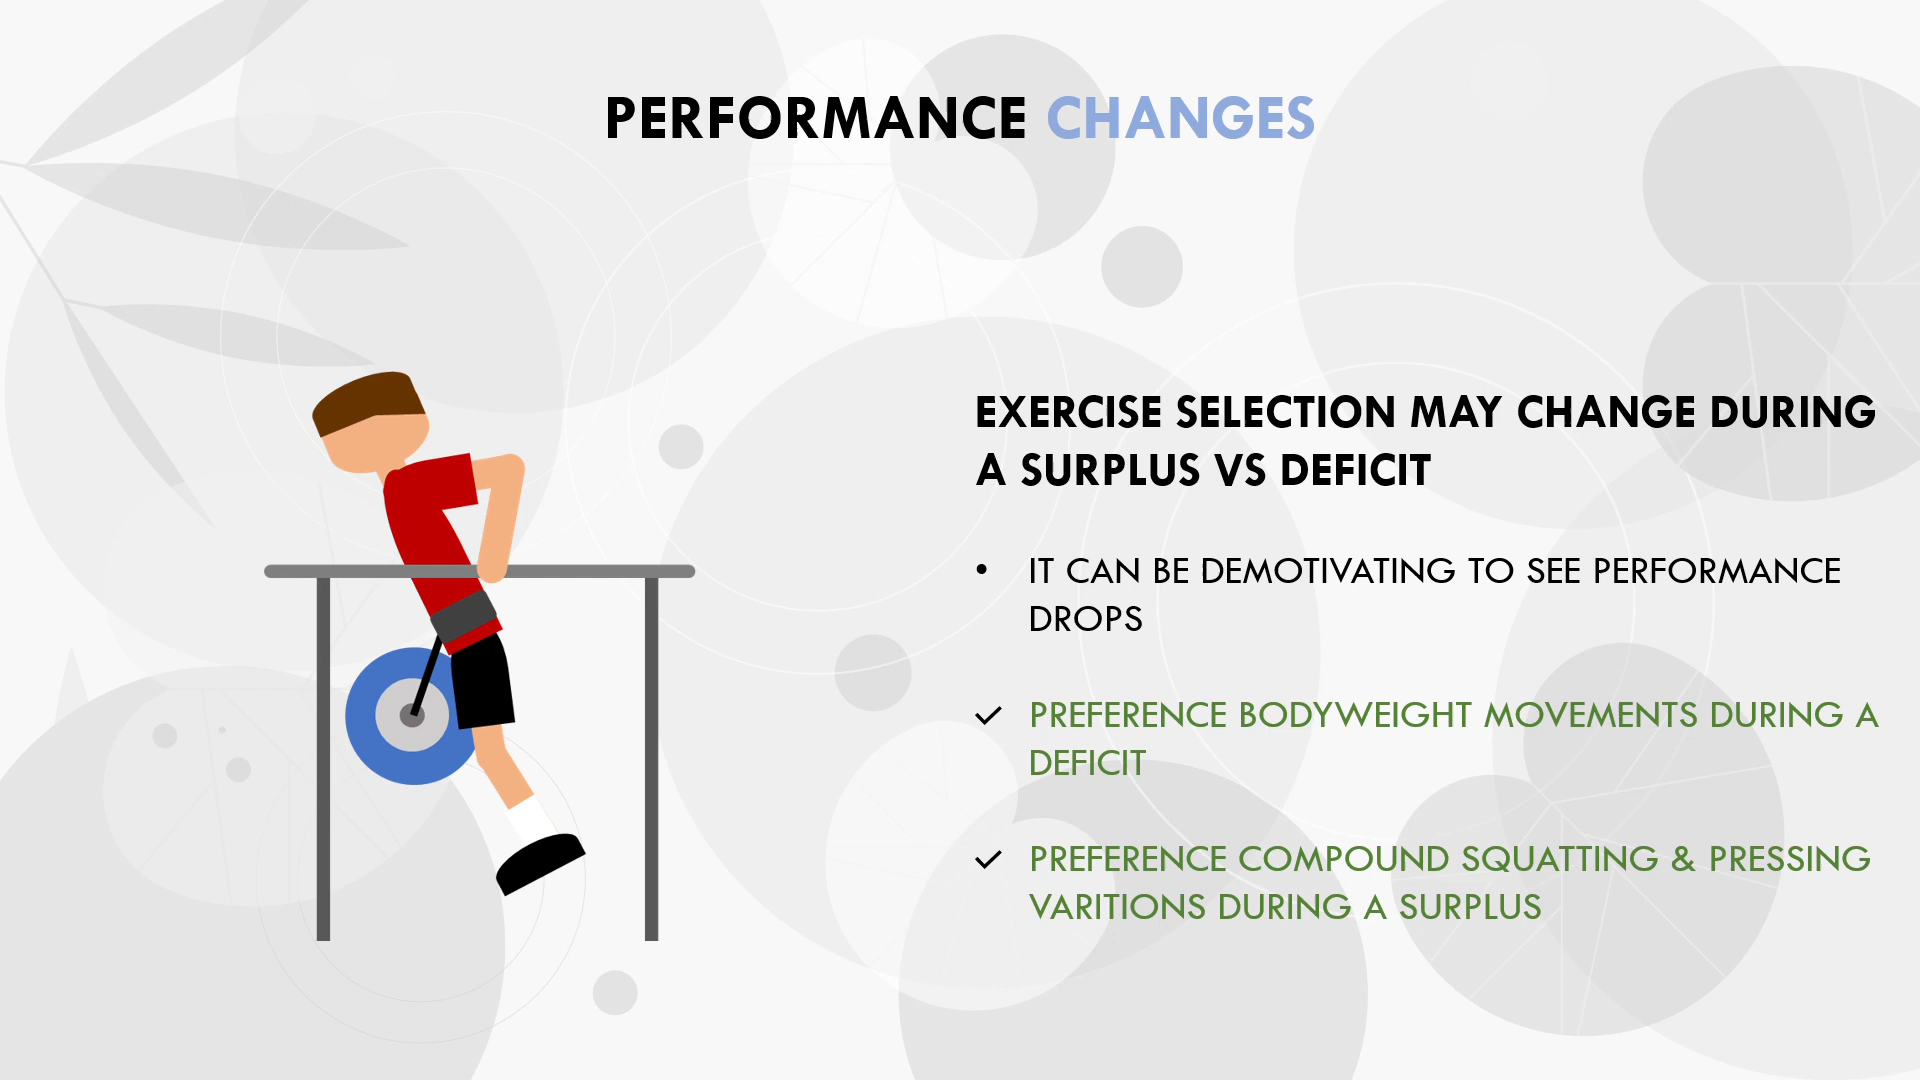 PERFORMANCE CHANGES
EXERCISE SELECTION MAY CHANGE DURING
A SURPLUS VS DEFICIT
• IT CAN BE DEMOTIVATING TO SEE PERFORMANCE
DROPS
✓ PREFERENCE BODYWEIGHT MOVEMENTS DURING A
DEFICIT
✓ PREFERENCE COMPOUND SQUATTING & PRESSING
VARITIONS DURING A SURPLUS